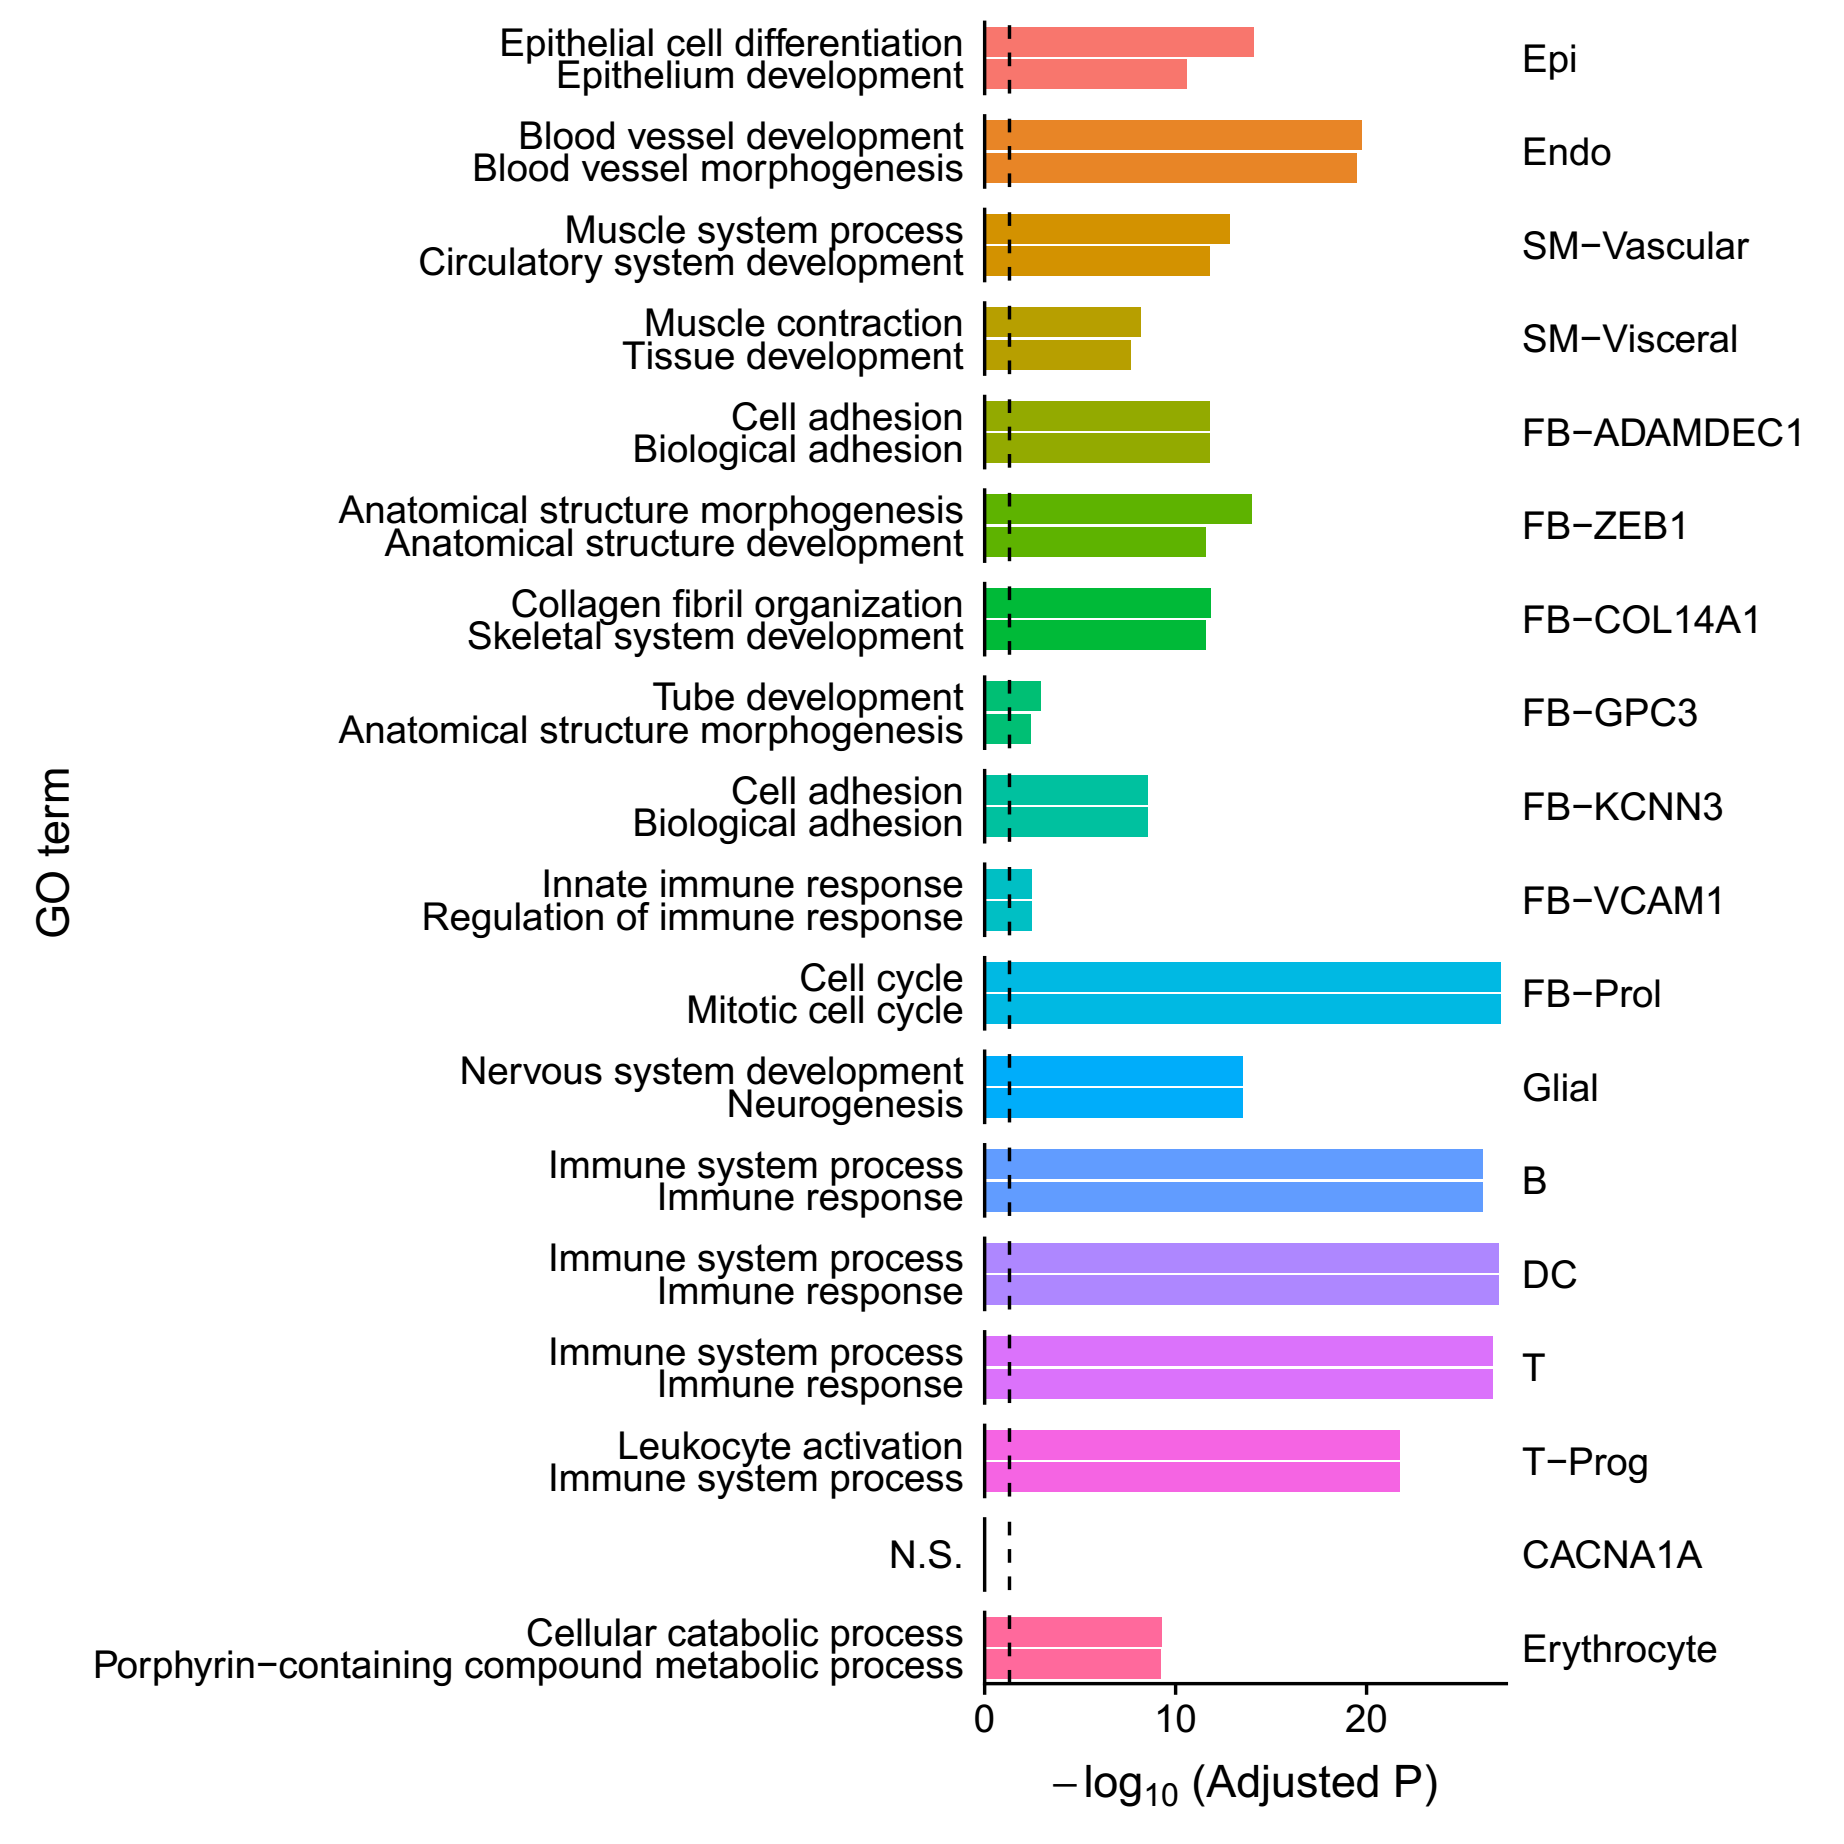 Epithelial cell differentiation
Epithelium development
Epi
Blood vessel development
Blood vessel morphogenesis
Endo
Muscle system process
Circulatory system development
SM−Vascular
Muscle contraction
Tissue development
SM−Visceral
Cell adhesion
Biological adhesion
FB−ADAMDEC1
Anatomical structure morphogenesis
Anatomical structure development
FB−ZEB1
Collagen fibril organization
Skeletal system development
FB−COL14A1
Tube development
Anatomical structure morphogenesis
FB−GPC3
Cell adhesion
Biological adhesion
FB−KCNN3
GO term
Innate immune response
Regulation of immune response
FB−VCAM1
Cell cycle
Mitotic cell cycle
FB−Prol
Nervous system development
Neurogenesis
Glial
Immune system process
Immune response
B
Immune system process
Immune response
DC
Immune system process
Immune response
T
Leukocyte activation
Immune system process
T−Prog
N.S.
CACNA1A
Cellular catabolic process
Porphyrin−containing compound metabolic process
Erythrocyte
0 10 20
−log₁₀ (Adjusted P)